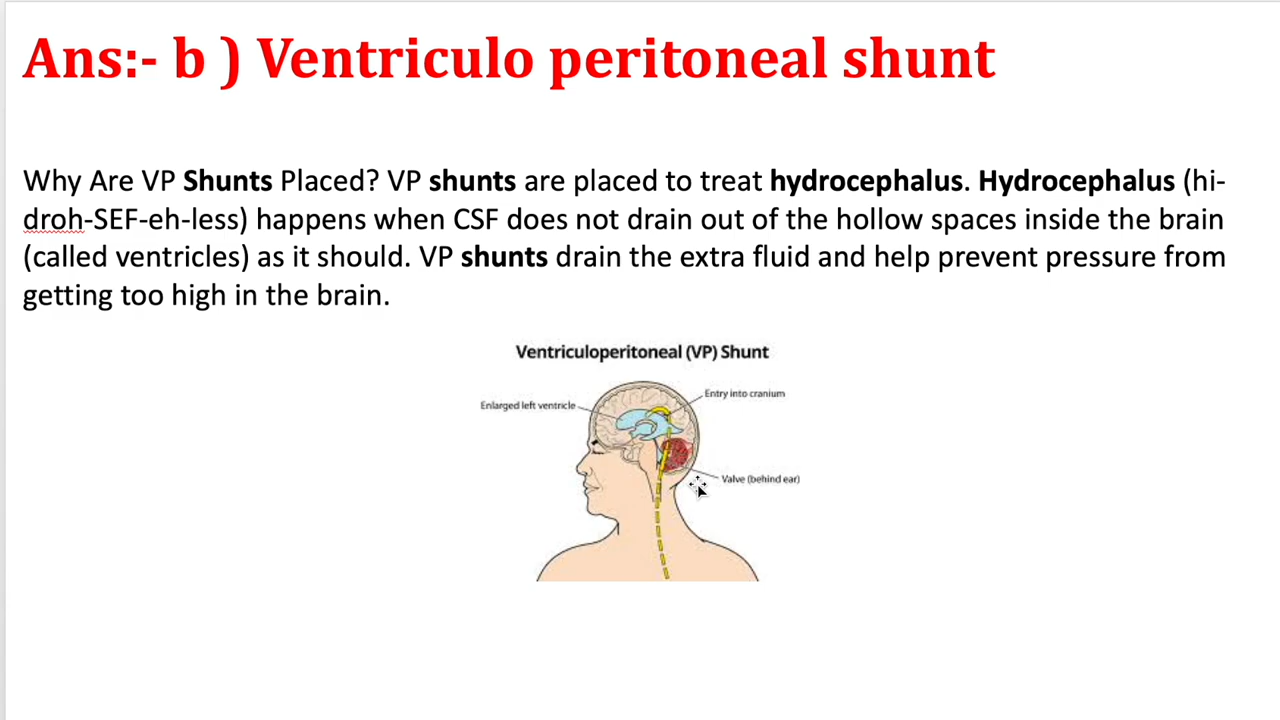 Ans:- b ) Ventriculo peritoneal shunt
Why Are VP Shunts Placed? VP shunts are placed to treat hydrocephalus. Hydrocephalus (hi-
droh-SEF-eh-less) happens when CSF does not drain out of the hollow spaces inside the brain
(called ventricles) as it should. VP shunts drain the extra fluid and help prevent pressure from
getting too high in the brain.
Ventriculoperitoneal (VP) Shunt
Entry into cranium
Enlarged left ventricle
Valve (behind ear)